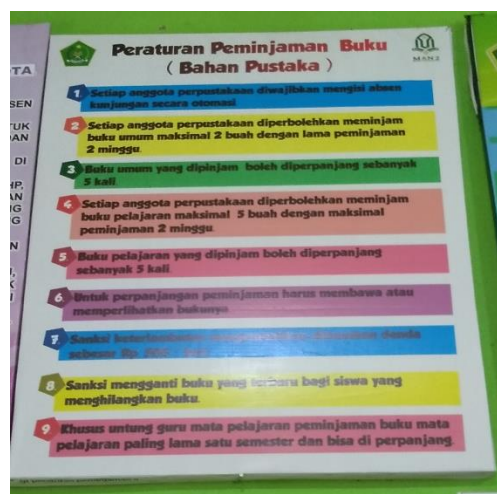 Peraturan Peminjaman Buku
( Bahan Pustaka )
MAN 2
1 Setiap anggota perpustakaan diwajibkan mengisi absen
kunjungan secara otomasi.
2 Setiap anggota perpustakaan diperbolehkan meminjam
buku umum maksimal 2 buah dengan lama peminjaman
2 minggu.
3 Buku umum yang dipinjam boleh diperpanjang sebanyak
5 kali.
4 Setiap anggota perpustakaan diperbolehkan meminjam
buku pelajaran maksimal 5 buah dengan maksimal
peminjaman 2 minggu.
5 Buku pelajaran yang dipinjam boleh diperpanjang
sebanyak 5 kali.
6 Untuk perpanjangan peminjaman harus membawa atau
memperlihatkan bukunya.
7. Sanksi keterlambatan denda
sebesar Rp.
8 Sanksi mengganti buku yang terbaru bagi siswa yang
menghilangkan buku.
9 Khusus untung guru mata pelajaran peminjaman buku mata
pelajaran paling lama satu semester dan bisa di perpanjang.
TA
SEN
TUK
DI
HP,